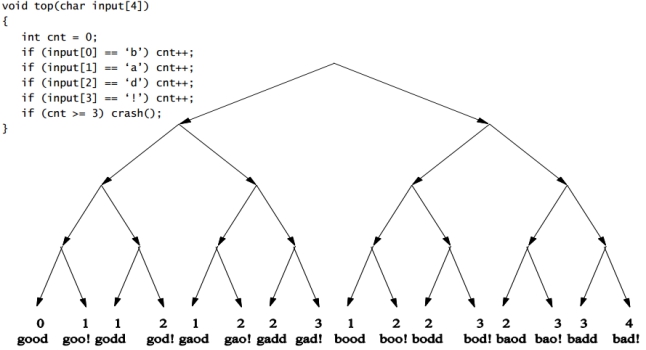 void top(char input[4])
{
int cnt = 0;
if (input[0] == ‘b’) cnt++;
if (input[1] == ‘a’) cnt++;
if (input[2] == ‘d’) cnt++;
if (input[3] == ‘!’) cnt++;
if (cnt >= 3) crash();
}
0 1 1 2 1 2 2 3 1 2 2 3 2 3 3 4
good goo! godd god! gaod gao! gadd gad! bood boo! bodd bod! baod bao! badd bad!